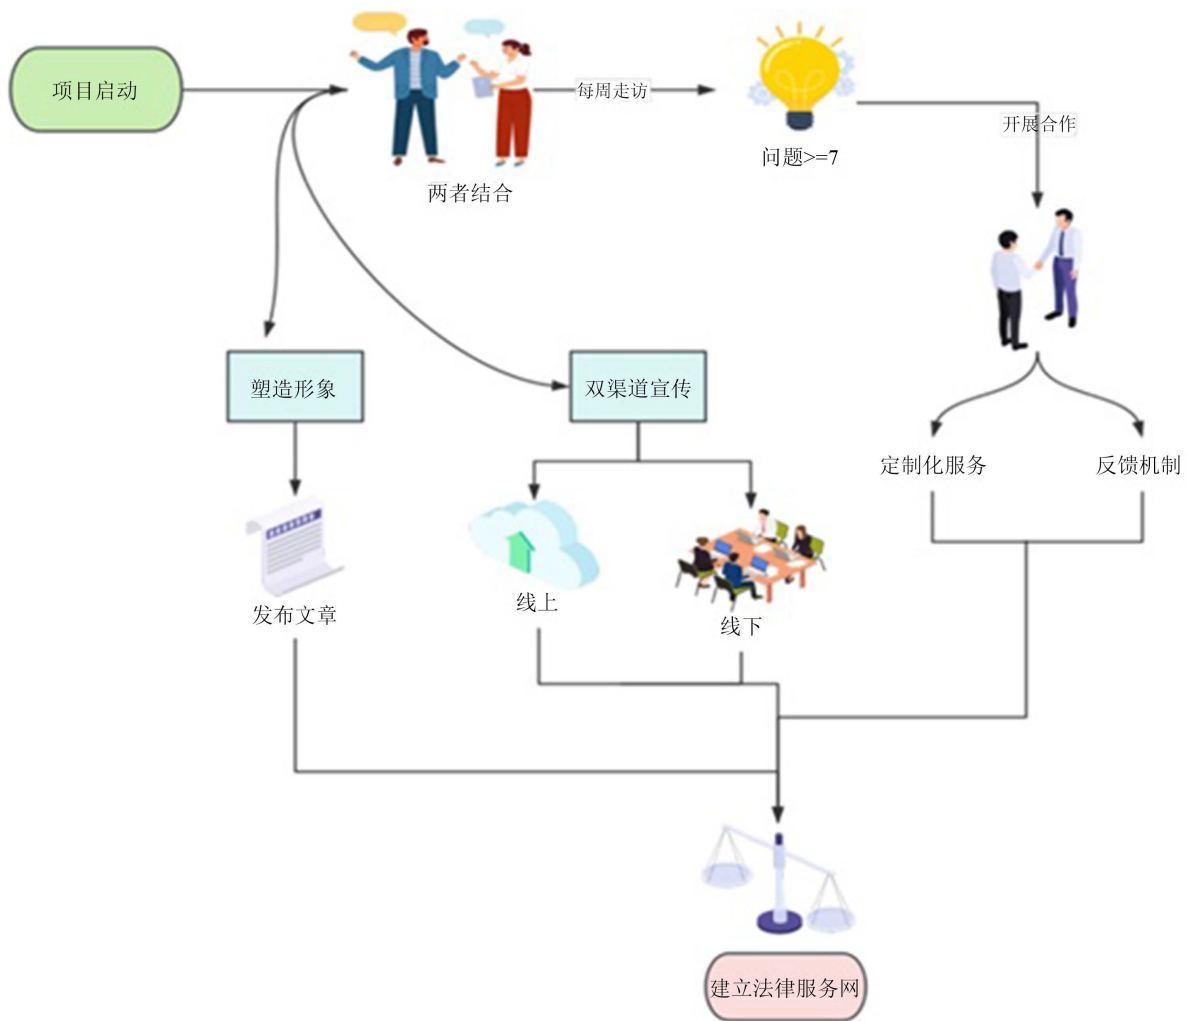 项目启动
每周走访
开展合作
问题>=7
两者结合
塑造形象
双渠道宣传
定制化服务
反馈机制
线上
发布文章
线下
建立法律服务网